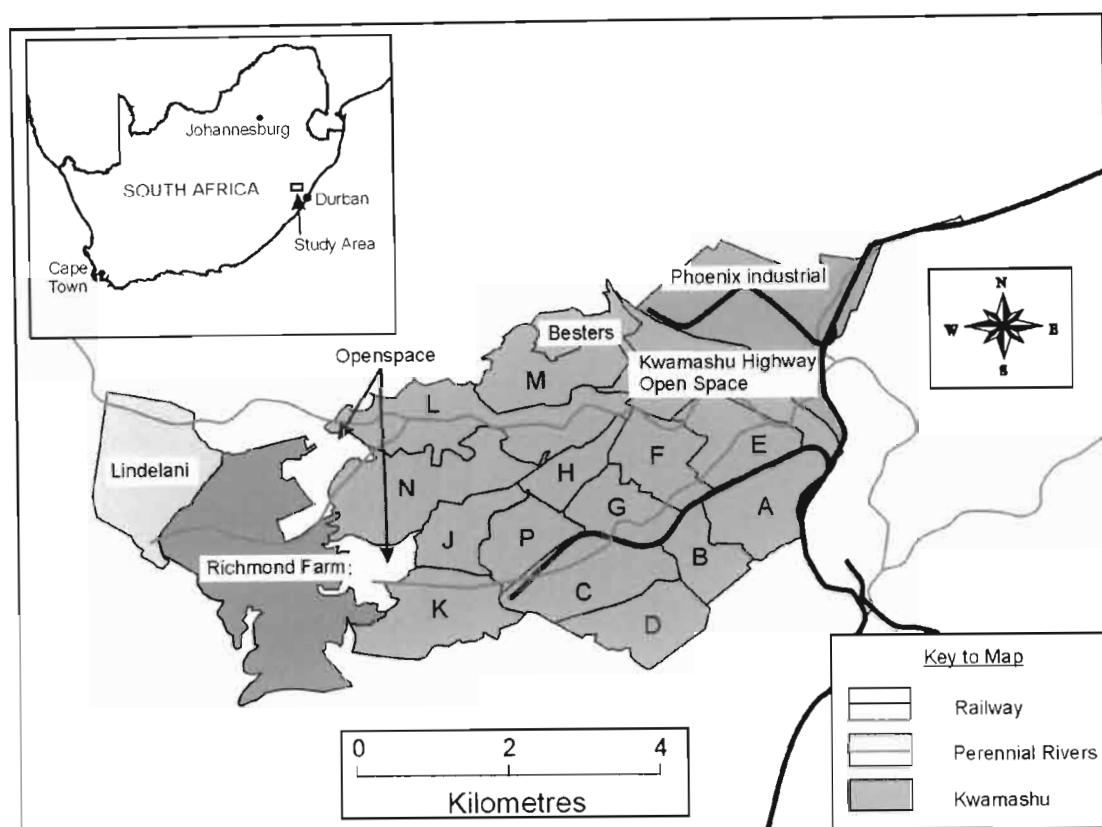 Johannesburg
SOUTH AFRICA
Durban
Study Area
Cape
Town
Phoenix industrial
N
W
E
S
Besters
Openspace
Kwamashu Highway
Open Space
M
L
Lindelani
H
F
E
N
G
A
J
P
B
Richmond Farm
K
C
D
Key to Map
Railway
Perennial Rivers
Kwamashu
0 2 4
Kilometres